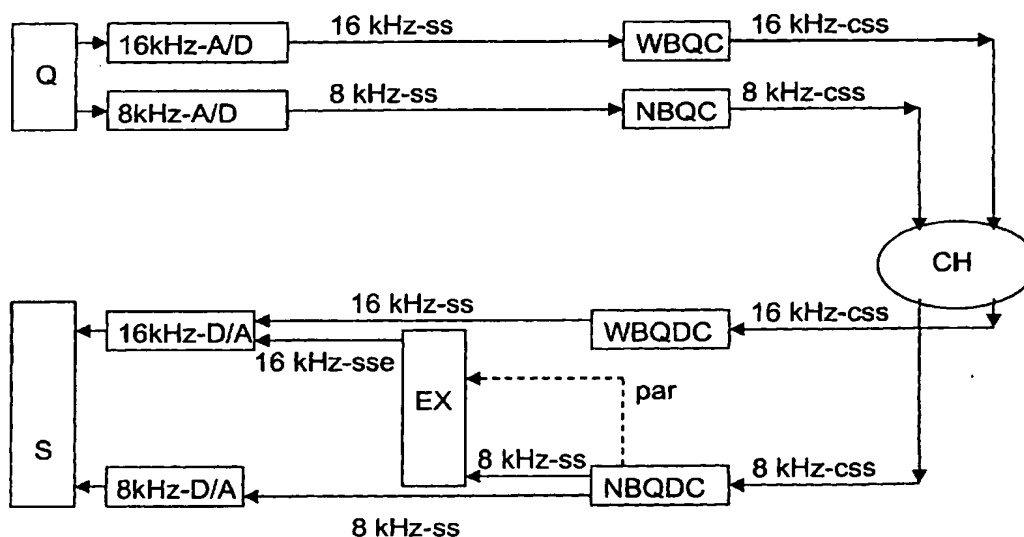 16kHz-A/D
16 kHz-ss
WBQC
16 kHz-css
Q
8kHz-A/D
8 kHz-ss
NBQC
8 kHz-css
CH
16kHz-D/A
16 kHz-ss
WBQDC
16 kHz-css
16 kHz-sse
EX
par
S
8kHz-D/A
8 kHz-ss
NBQDC
8 kHz-css
8 kHz-ss